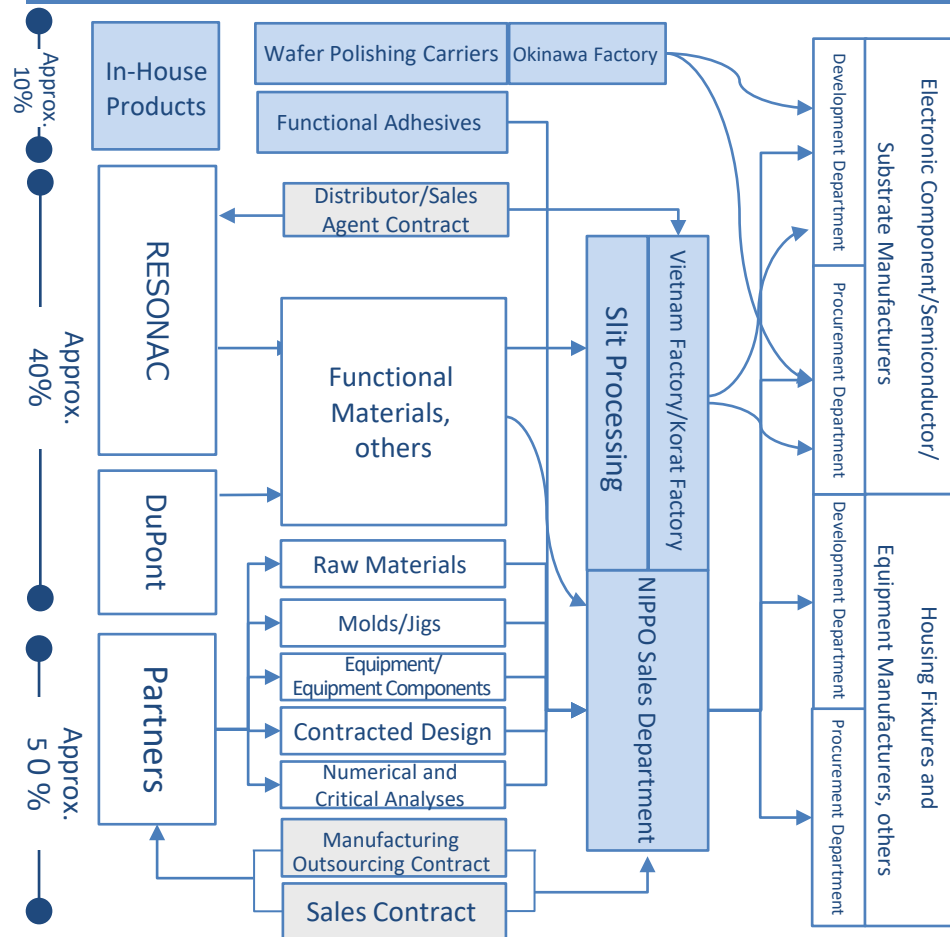 Approx.
10%
In-House
Products
Wafer Polishing Carriers
Okinawa Factory
Functional Adhesives
Approx.
40%
RESONAC
DuPont
Distributor/Sales
Agent Contract
Functional
Materials,
others
Slit Processing
Vietnam Factory/Korat Factory
Approx.
50%
Partners
Raw Materials
Molds/Jigs
Equipment/
Equipment Components
Contracted Design
Numerical and
Critical Analyses
Manufacturing
Outsourcing Contract
Sales Contract
NIPPO Sales Department
Development Department
Procurement Department
Electronic Component/Semiconductor/
Substrate Manufacturers
Development Department
Procurement Department
Housing Fixtures and
Equipment Manufacturers, others